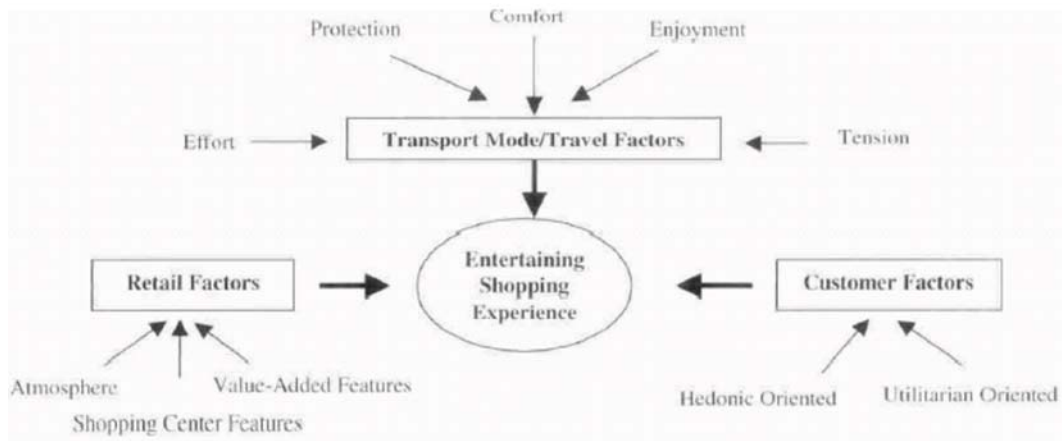 Comfort
Protection
Enjoyment
Effort
Transport Mode/Travel Factors
Tension
Entertaining
Shopping
Experience
Retail Factors
Customer Factors
Atmosphere
Value-Added Features
Shopping Center Features
Hedonic Oriented
Utilitarian Oriented